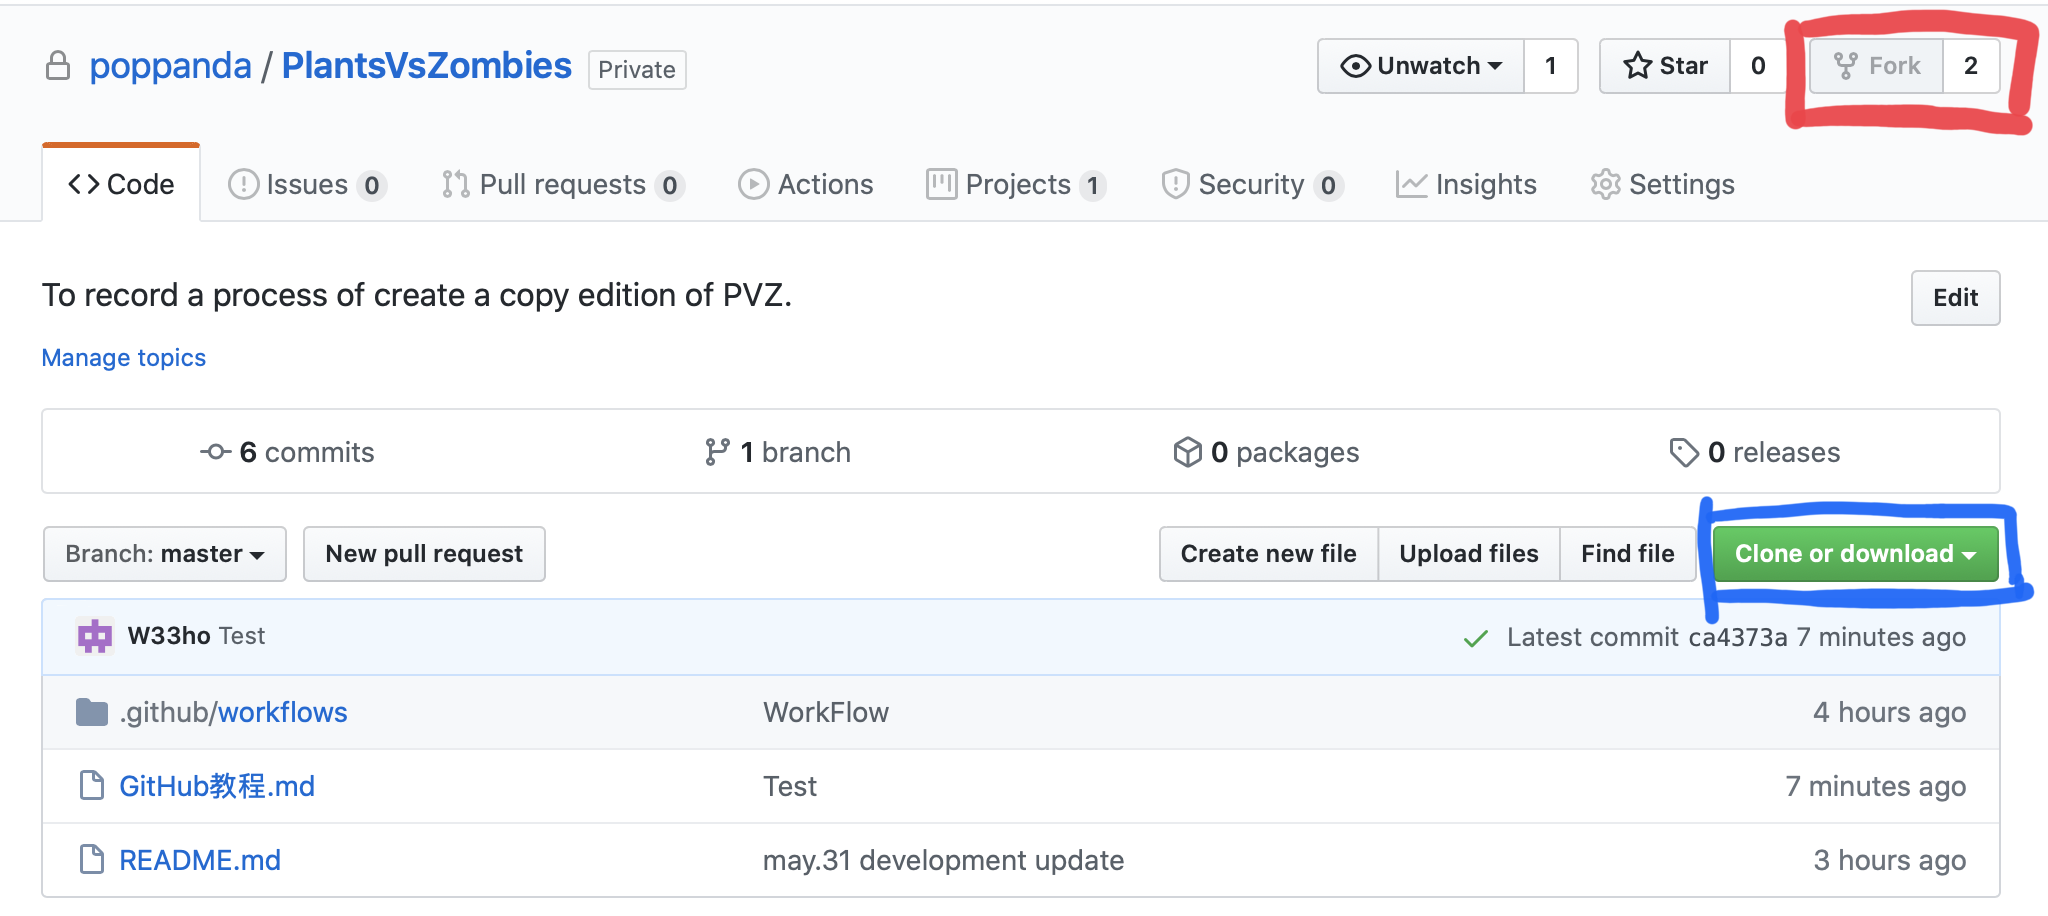 poppanda / PlantsVsZombies Private Unwatch 1 Star 0 Fork 2
Code Issues 0 Pull requests 0 Actions Projects 1 Security 0 Insights Settings
To record a process of create a copy edition of PVZ. Edit
Manage topics
6 commits 1 branch 0 packages 0 releases
Branch: master New pull request Create new file Upload files Find file Clone or download
W33ho Test Latest commit ca4373a 7 minutes ago
.github/workflows WorkFlow 4 hours ago
GitHub教程.md Test 7 minutes ago
README.md may.31 development update 3 hours ago